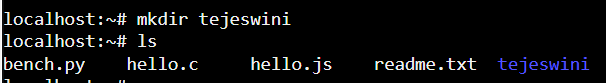 localhost:~# mkdir tejeswini
localhost:~# ls
bench.py hello.c hello.js readme.txt tejeswini